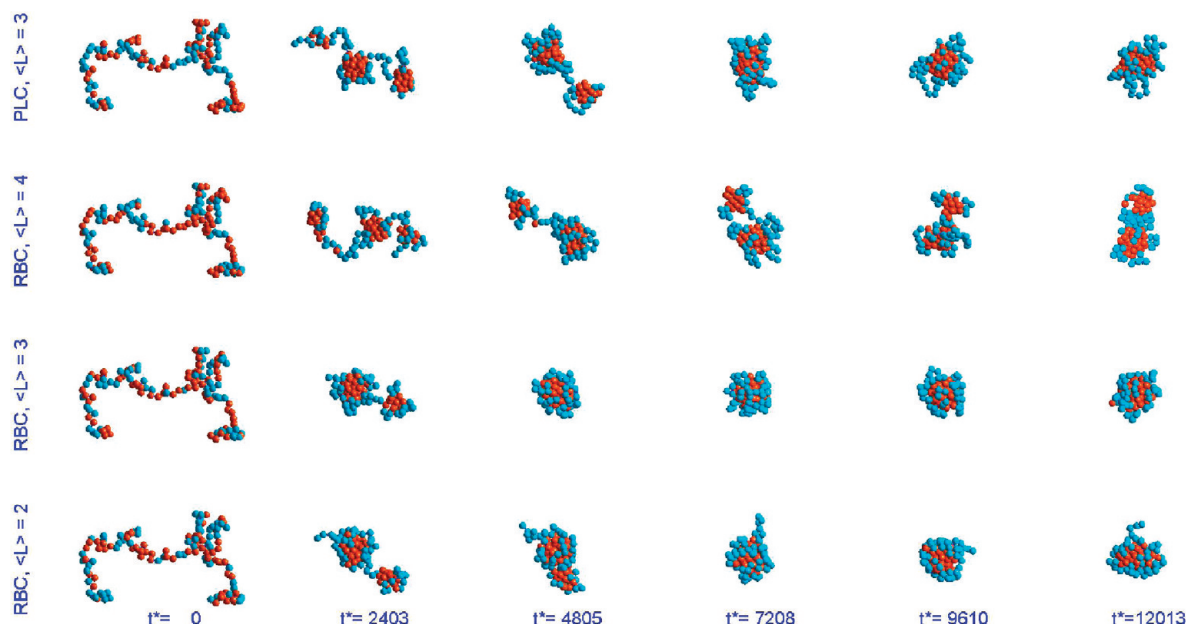 PLC, <L> = 3
RBC, <L> = 4
RBC, <L> = 3
RBC, <L> = 2
t*= 0
t*= 2403
t*= 4805
t*= 7208
t*= 9610
t*=12013